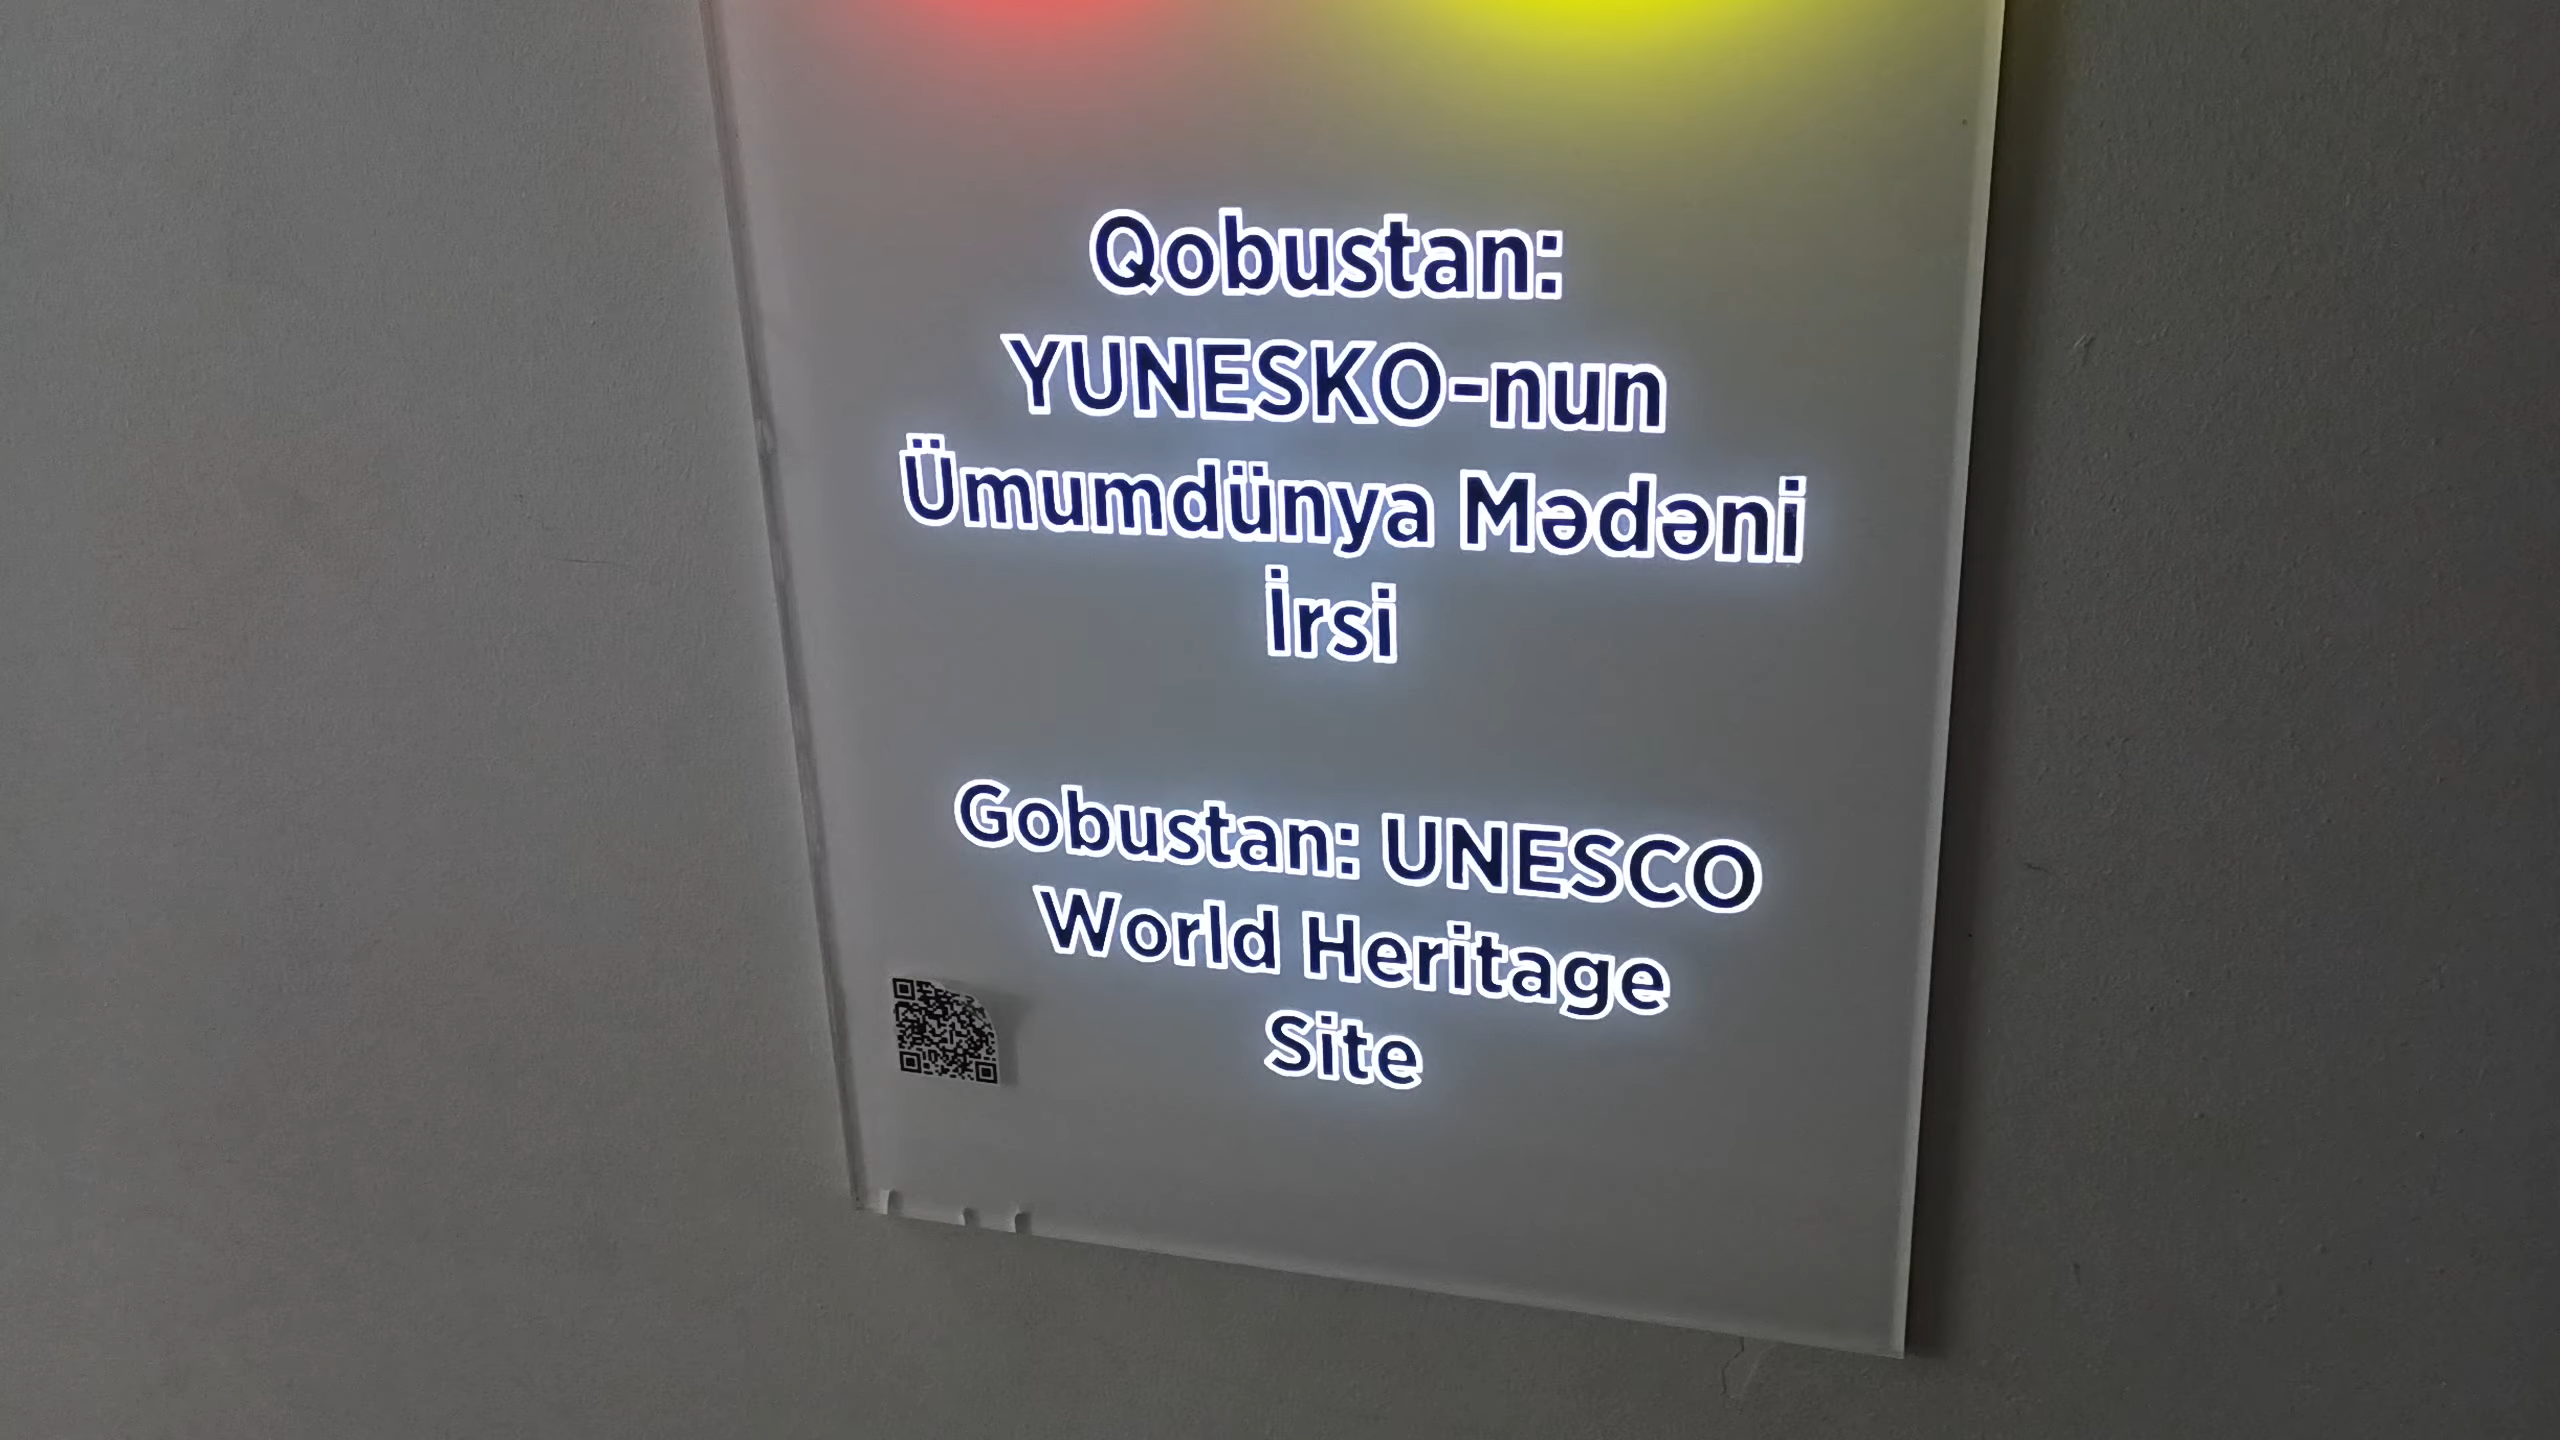 Qobustan:
YUNESKO-nun
Ümumdünya Mədəni
İrsi
Gobustan: UNESCO
World Heritage
Site